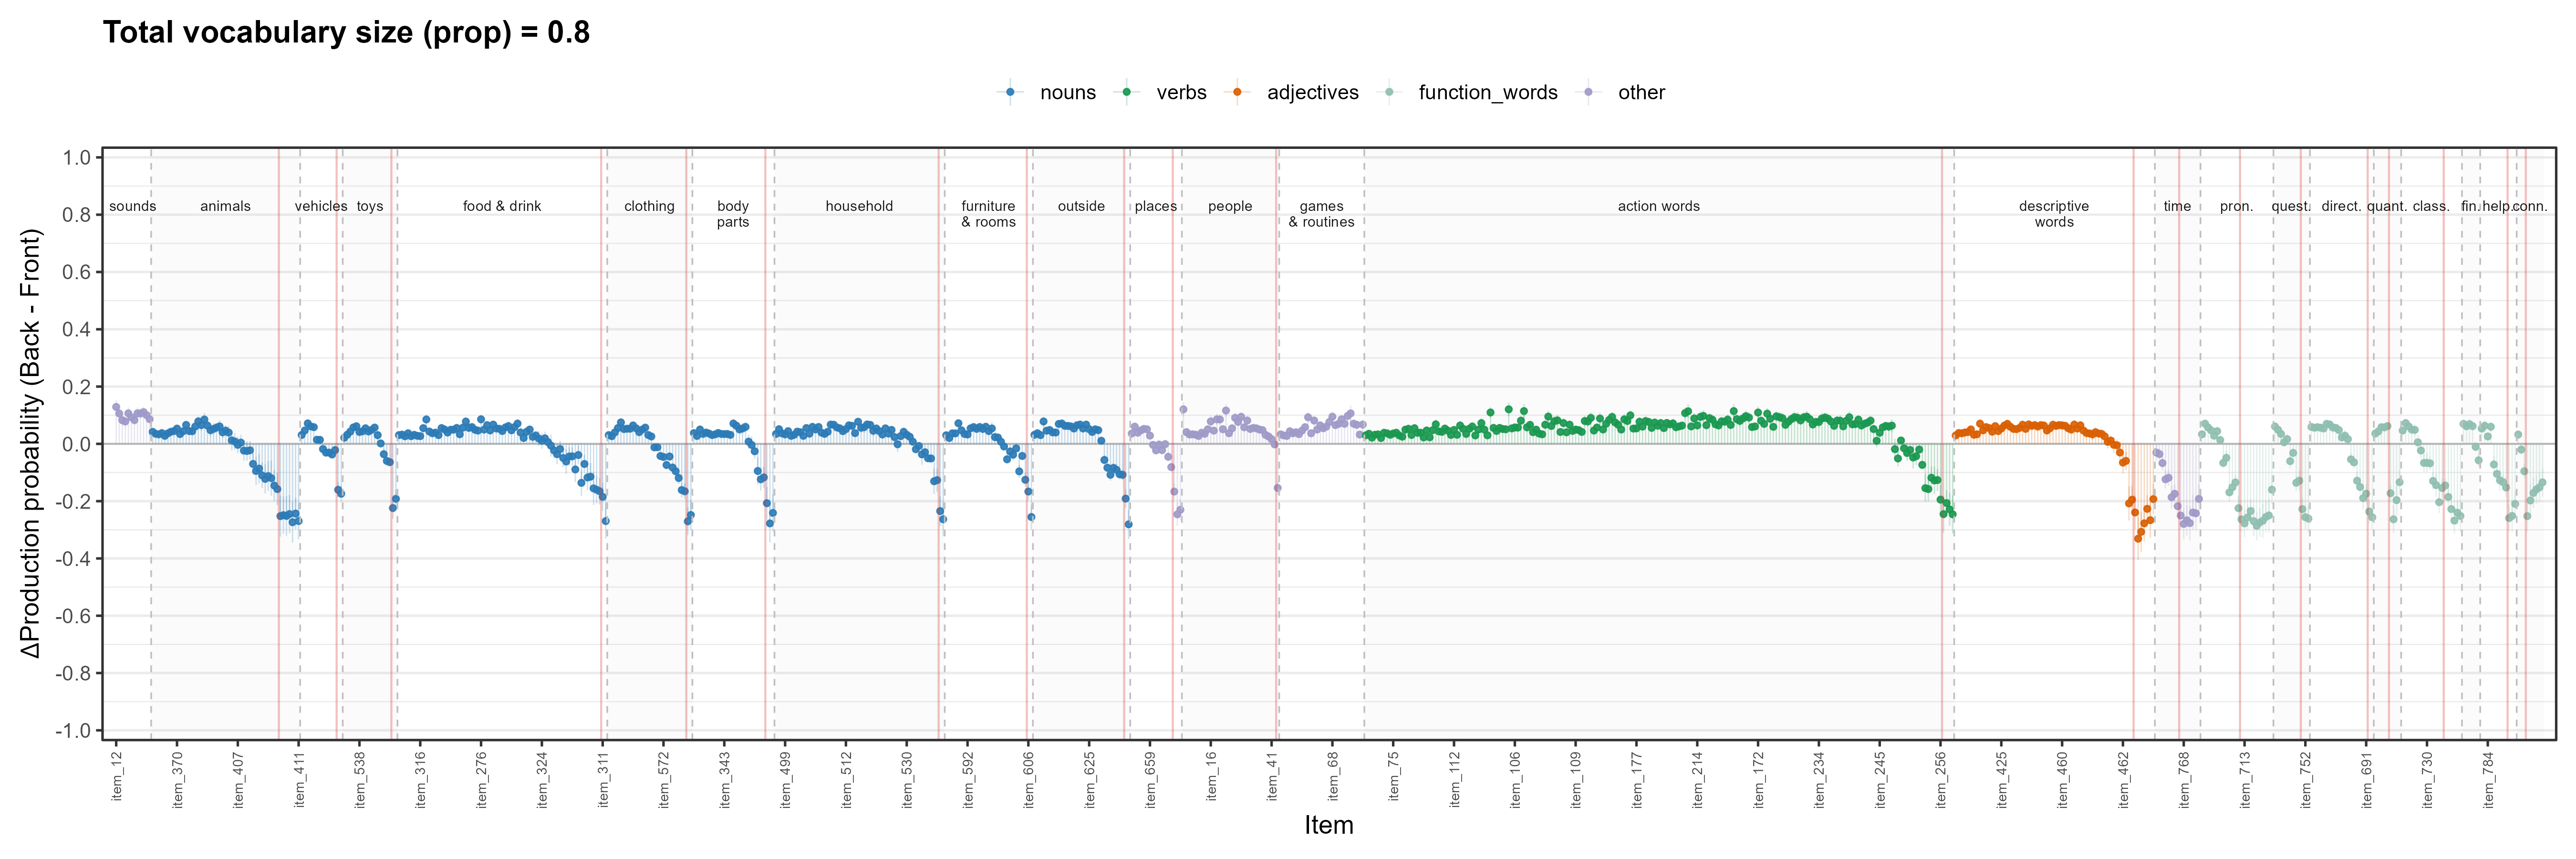 Total vocabulary size (prop) = 0.8
nouns verbs adjectives function_words other
ΔProduction probability (Back - Front)
1.0
0.8
0.6
0.4
0.2
0.0
-0.2
-0.4
-0.6
-0.8
-1.0
sounds animals vehicles toys food & drink clothing body parts household furniture & rooms outside places people games & routines action words descriptive words time pron. quest. direct. quant. class. fin. help. conn.
item_12 item_370 item_407 item_411 item_538 item_316 item_276 item_324 item_311 item_572 item_343 item_499 item_512 item_530 item_592 item_606 item_625 item_659 item_16 item_41 item_68 item_75 item_112 item_106 item_109 item_177 item_214 item_172 item_234 item_245 item_256 item_425 item_460 item_462 item_768 item_713 item_752 item_691 item_730 item_784
Item